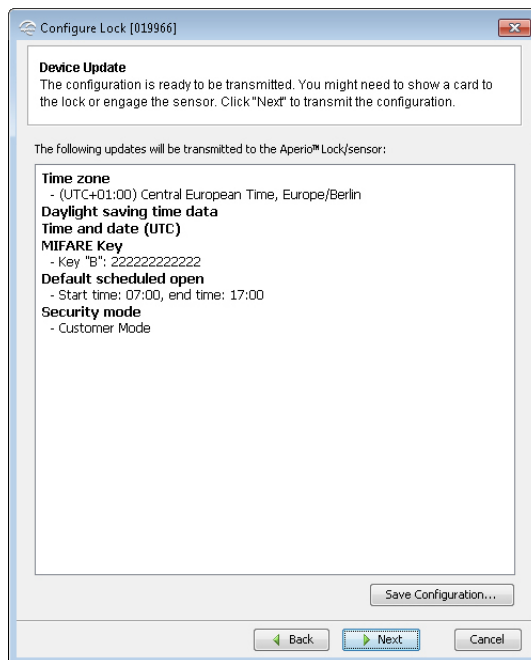 Configure Lock [019966]
Device Update
The configuration is ready to be transmitted. You might need to show a card to
the lock or engage the sensor. Click "Next" to transmit the configuration.
The following updates will be transmitted to the Aperio™ Lock/sensor:
Time zone
- (UTC+01:00) Central European Time, Europe/Berlin
Daylight saving time data
Time and date (UTC)
MIFARE Key
- Key "B": 222222222222
Default scheduled open
- Start time: 07:00, end time: 17:00
Security mode
- Customer Mode
Save Configuration...
Back
Next
Cancel